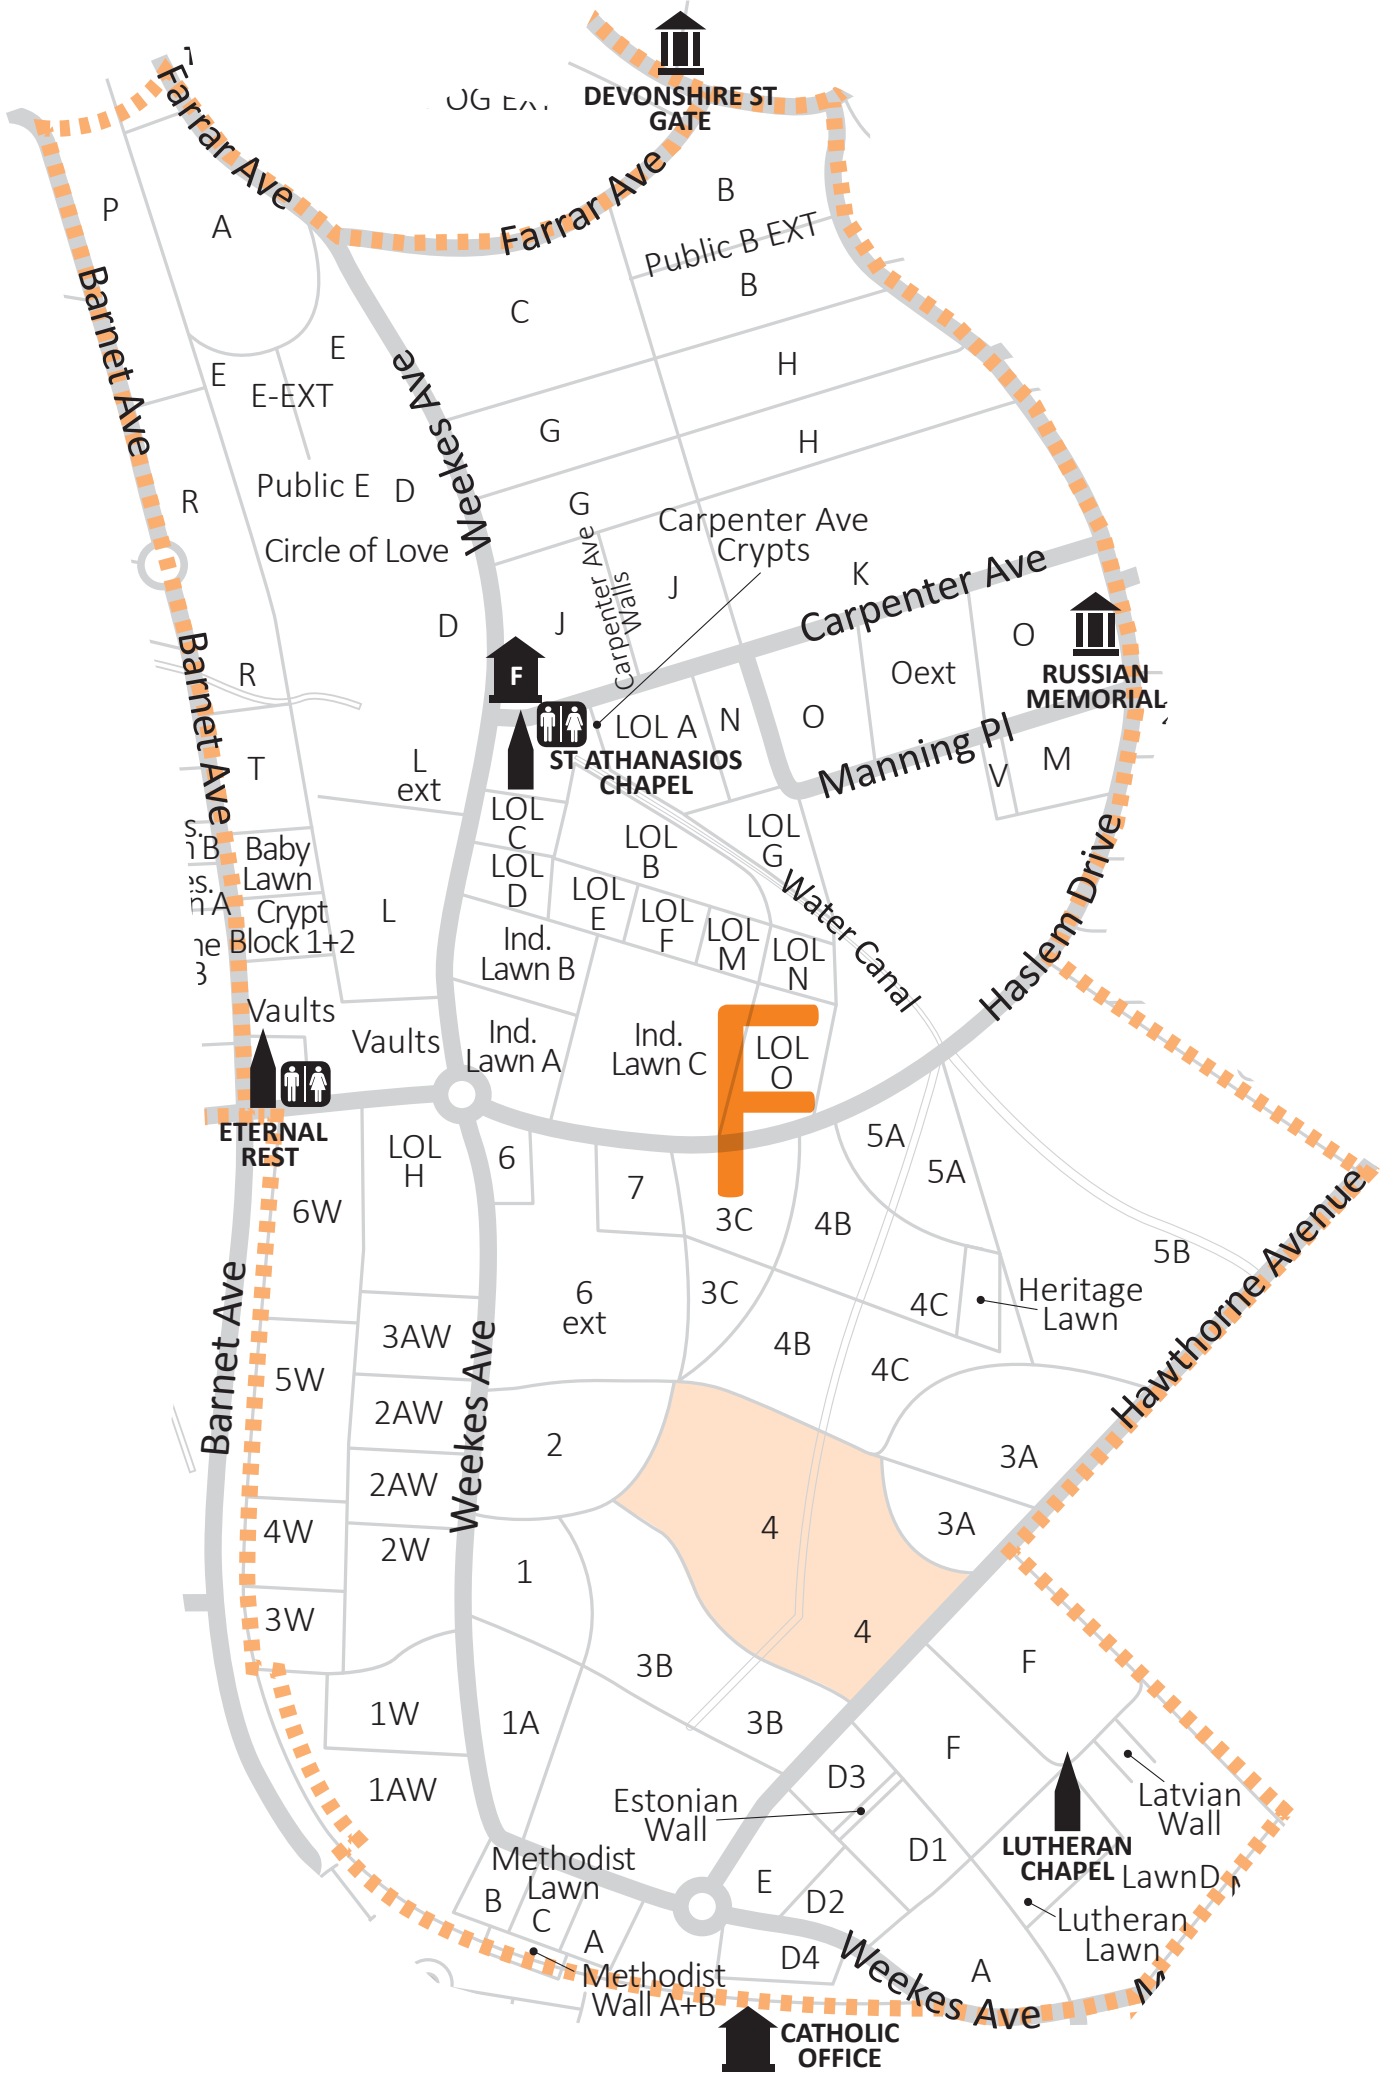 DEVONSHIRE ST
GATE
Farrar Ave
Farrar Ave
P
A
B
Public B EXT
B
Barnet Ave
C
E
E
E-EXT
Weekes Ave
H
G
H
Public E
D
R
G
Carpenter Ave
Crypts
Circle of Love
Carpenter Ave
Walls
K
J
Carpenter Ave
D
J
O
F
Oext
RUSSIAN
MEMORIAL
Barnet Ave
R
LOL A
N
O
ST ATHANASIOS
CHAPEL
Manning Pl
V
M
T
L
ext
LOL
C
LOL
B
LOL
G
Baby
Lawn
LOL
D
LOL
E
LOL
F
LOL
M
LOL
N
Water Canal
Haslem Drive
Crypt
Block 1+2
L
Ind.
Lawn B
Vaults
Vaults
Ind.
Lawn A
Ind.
Lawn C
LOL
O
F
ETERNAL
REST
LOL
H
6
7
5A
5A
6W
3C
4B
5B
Hawthorne Avenue
Barnet Ave
6
ext
3C
4C
Heritage
Lawn
3AW
4B
4C
5W
Weekes Ave
2AW
2
3A
2AW
4
3A
4W
2W
1
3W
4
3B
F
1W
1A
3B
F
1AW
D3
Estonian
Wall
Latvian
Wall
D1
LUTHERAN
CHAPEL
LawnD
Methodist
Lawn
B
C
A
E
D2
Lutheran
Lawn
D4
Weekes Ave
A
Methodist
Wall A+B
CATHOLIC
OFFICE